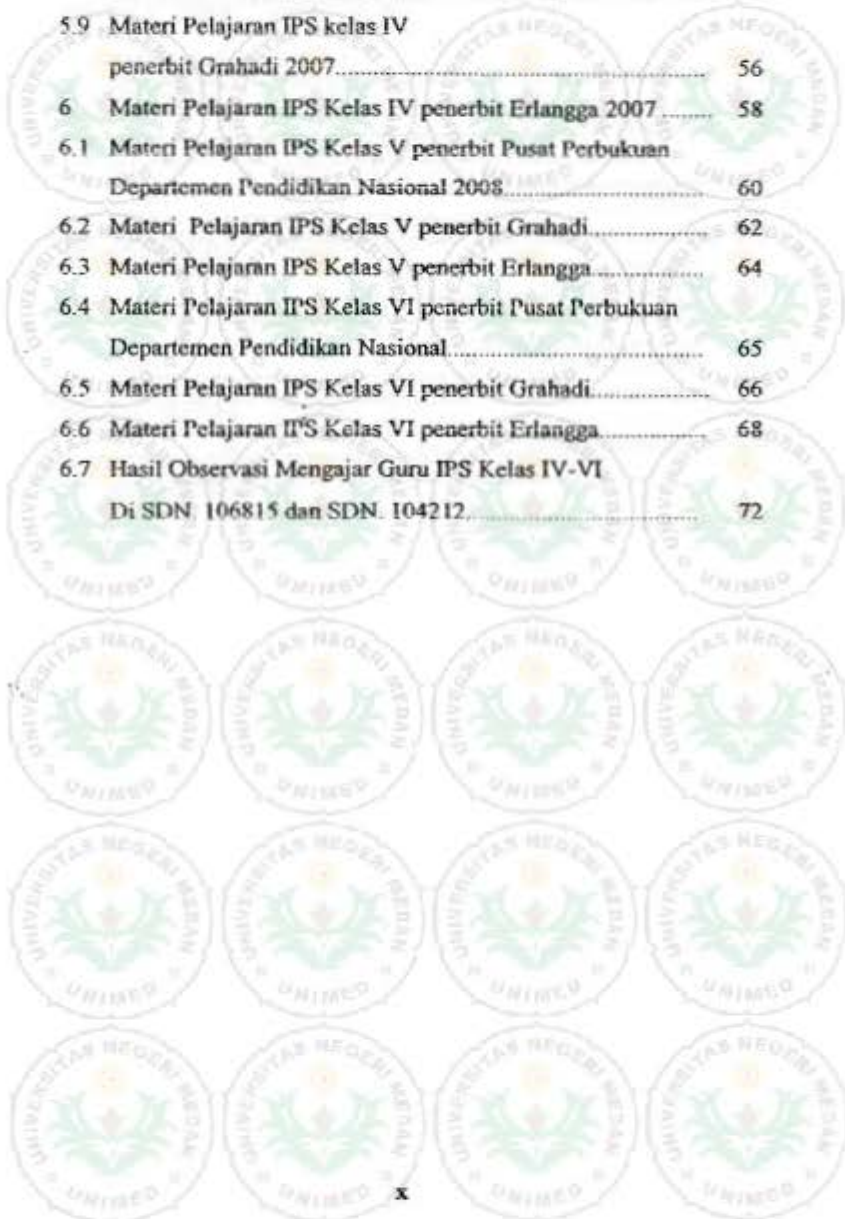 5.9 Materi Pelajaran IPS kelas IV
penerbit Grahadi 2007 56
6 Materi Pelajaran IPS Kelas IV penerbit Erlangga 2007 58
6.1 Materi Pelajaran IPS Kelas V penerbit Pusat Perbukuan
Departemen Pendidikan Nasional 2008 60
6.2 Materi Pelajaran IPS Kelas V penerbit Grahadi 62
6.3 Materi Pelajaran IPS Kelas V penerbit Erlangga 64
6.4 Materi Pelajaran IPS Kelas VI penerbit Pusat Perbukuan
Departemen Pendidikan Nasional 65
6.5 Materi Pelajaran IPS Kelas VI penerbit Grahadi 66
6.6 Materi Pelajaran IPS Kelas VI penerbit Erlangga 68
6.7 Hasil Observasi Mengajar Guru IPS Kelas IV-VI
Di SDN. 106815 dan SDN. 104212 72
UNIVERSITAS NEGERI MEDAN
UNIMED
x